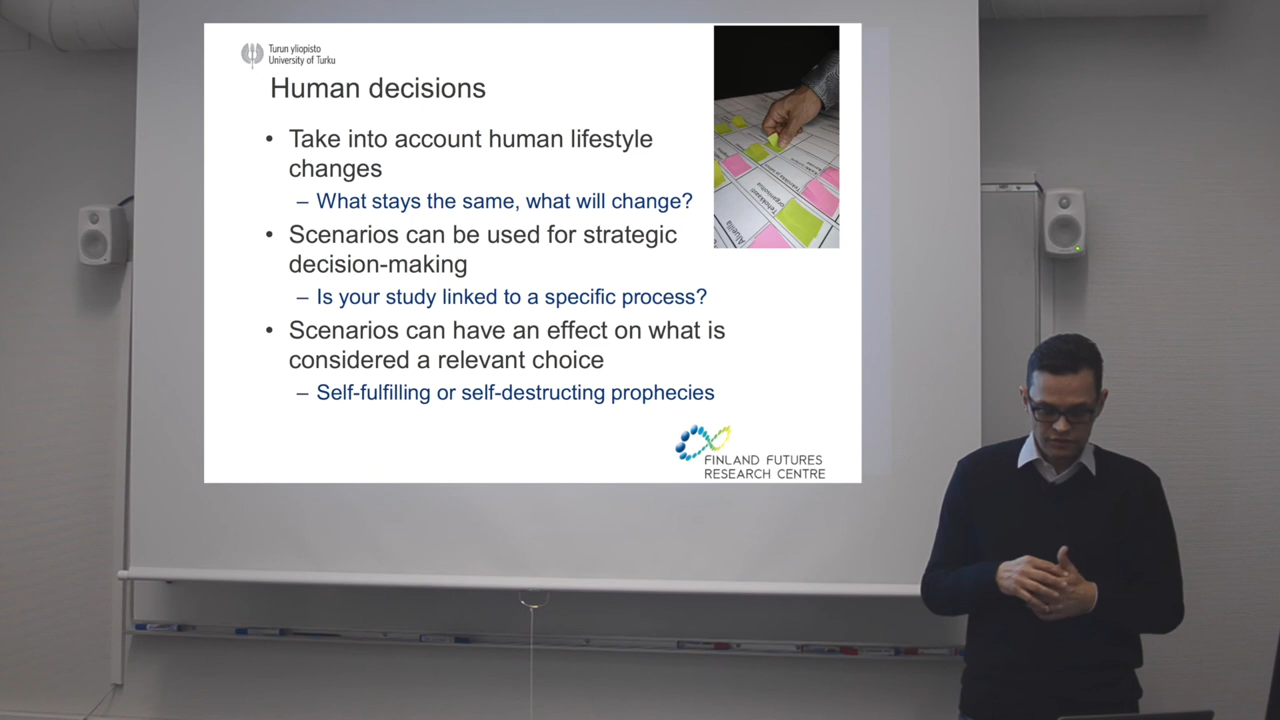 Turun yliopisto
University of Turku
Human decisions
• Take into account human lifestyle
changes
– What stays the same, what will change?
• Scenarios can be used for strategic
decision-making
– Is your study linked to a specific process?
• Scenarios can have an effect on what is
considered a relevant choice
– Self-fulfilling or self-destructing prophecies
Alueilla
FINLAND FUTURES
RESEARCH CENTRE